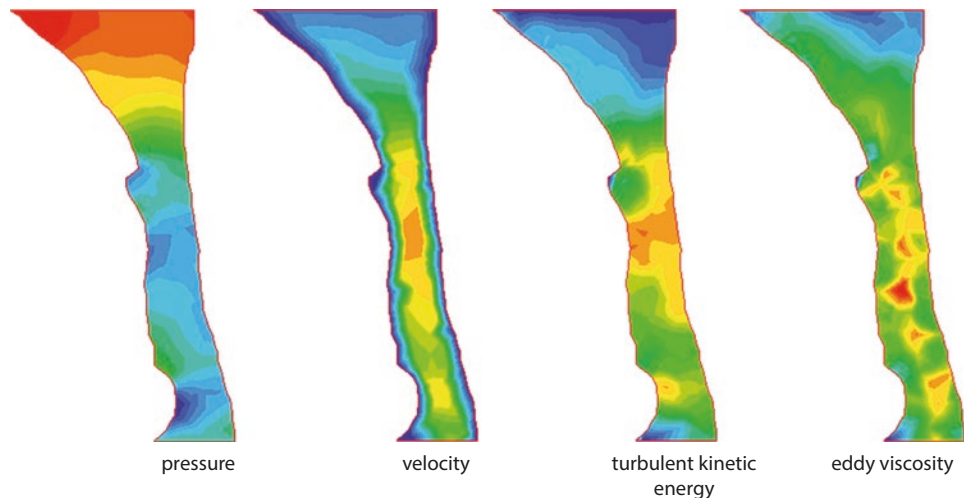 pressure
velocity
turbulent kinetic
energy
eddy viscosity